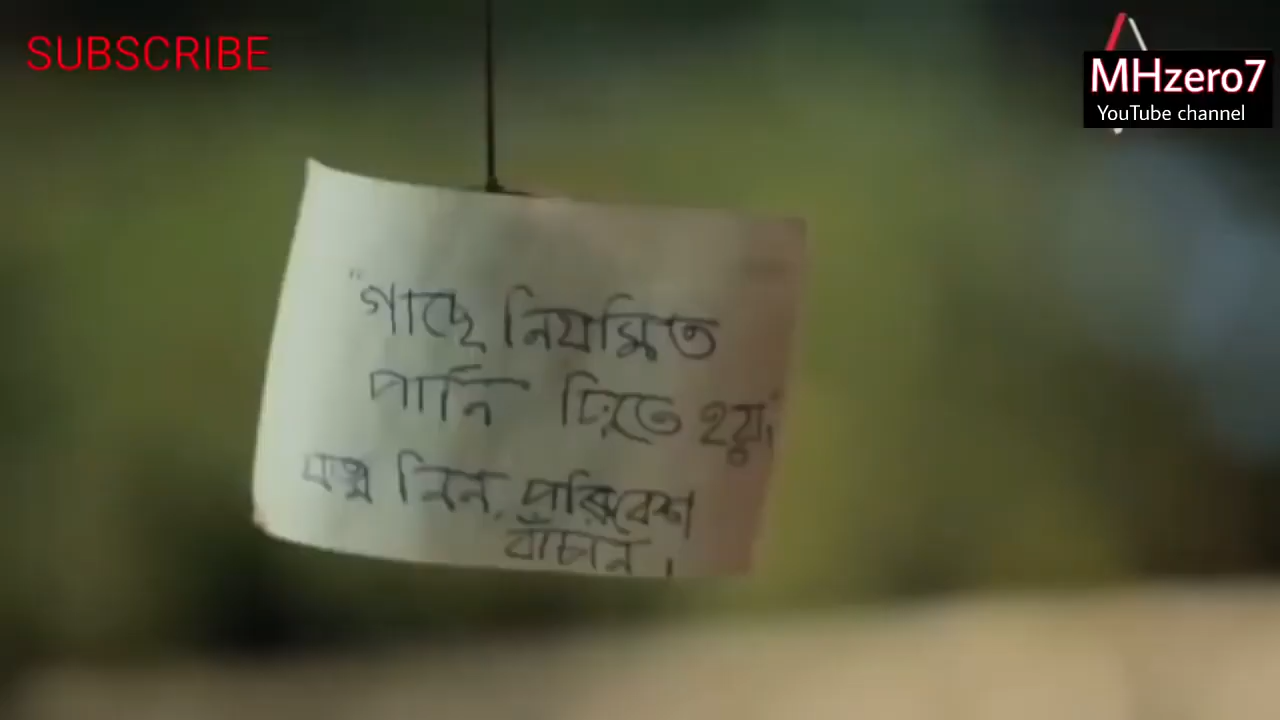 SUBSCRIBE
MHzero7
YouTube channel
"গাছে নিয়মিত
পানি দিতে হয়।"
যত্ন নিন, পরিবেশ
বাঁচান।